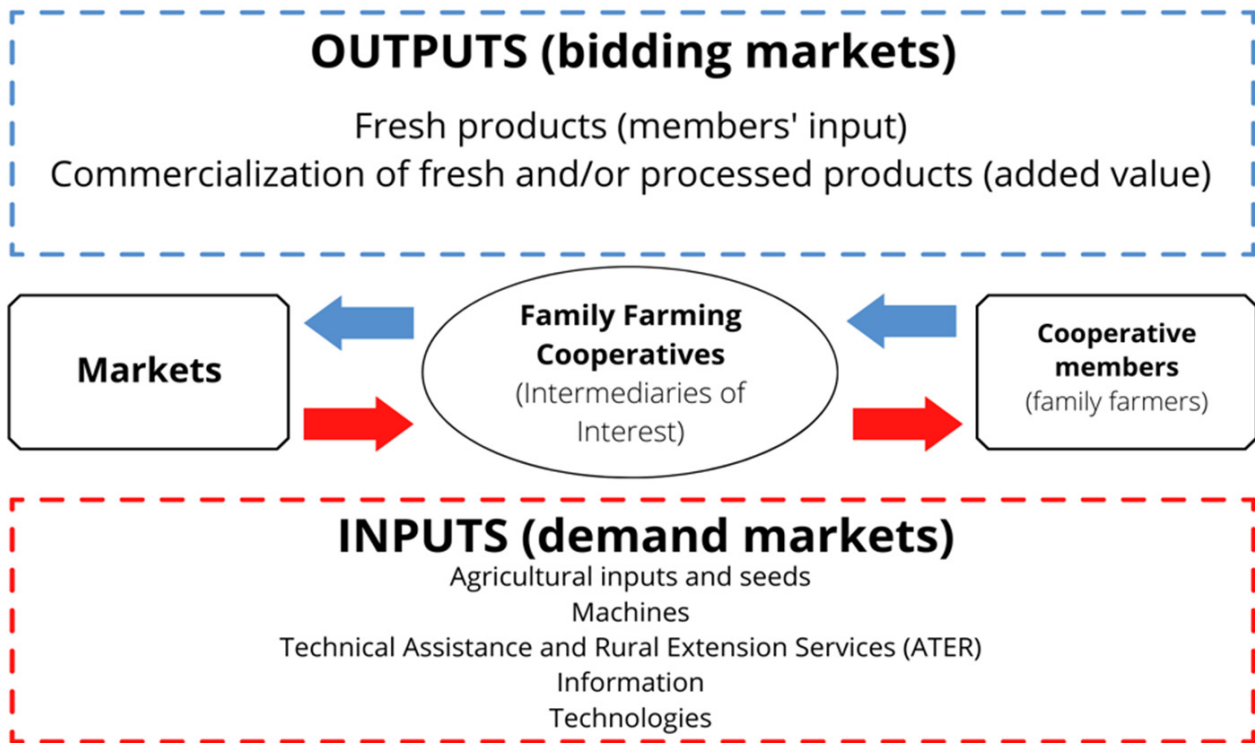 OUTPUTS (bidding markets)
Fresh products (members' input)
Commercialization of fresh and/or processed products (added value)
Markets
Family Farming
Cooperatives
(Intermediaries of
Interest)
Cooperative
members
(family farmers)
INPUTS (demand markets)
Agricultural inputs and seeds
Machines
Technical Assistance and Rural Extension Services (ATER)
Information
Technologies